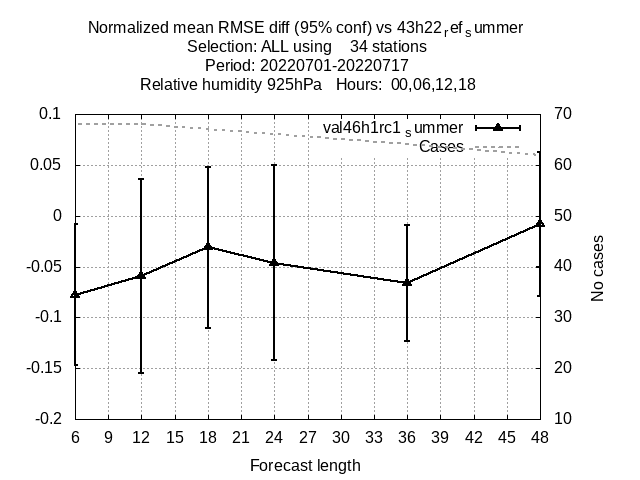 Normalized mean RMSE diff (95% conf) vs 43h22refsummer
Selection: ALL using 34 stations
Period: 20220701-20220717
Relative humidity 925hPa Hours: 00,06,12,18
0.1 70
val46h1rc1summer
Cases
0.05 60
0 50
-0.05 40
-0.1 30
-0.15 20
-0.2 10
No cases
6 9 12 15 18 21 24 27 30 33 36 39 42 45 48
Forecast length